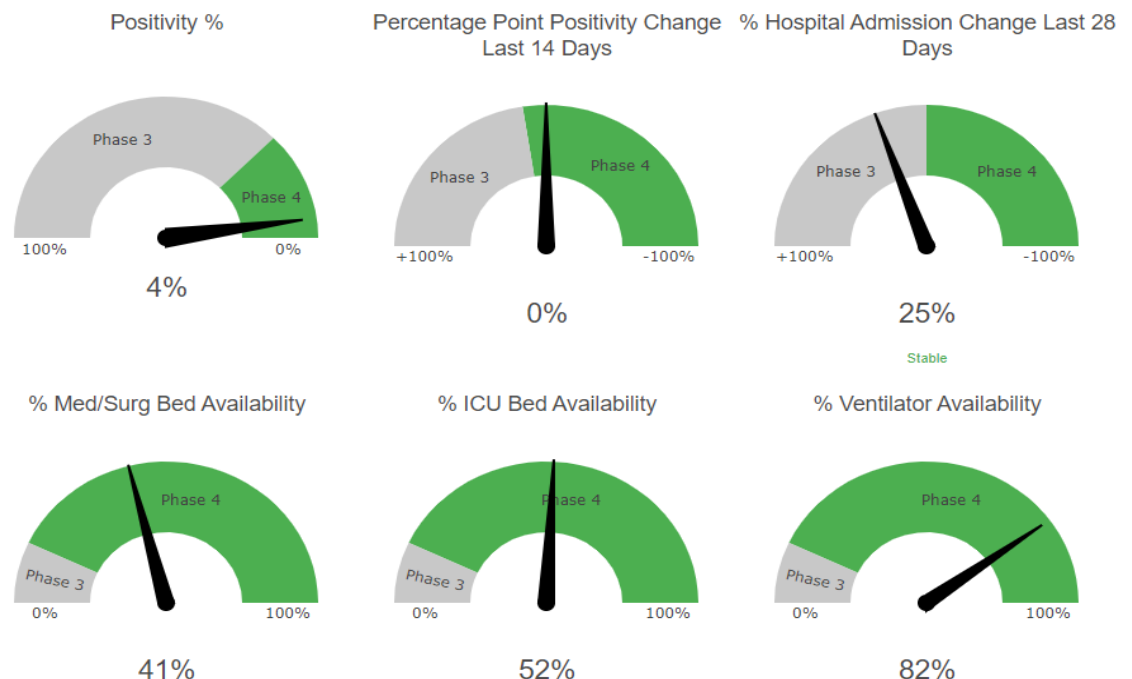 Positivity %
Percentage Point Positivity Change
Last 14 Days
% Hospital Admission Change Last 28
Days
Phase 3
Phase 4
100%
0%
4%
Phase 3
Phase 4
+100%
-100%
0%
Phase 3
Phase 4
+100%
-100%
25%
Stable
% Med/Surg Bed Availability
% ICU Bed Availability
% Ventilator Availability
Phase 4
Phase 3
0%
100%
41%
Phase 4
Phase 3
0%
100%
52%
Phase 4
Phase 3
0%
100%
82%